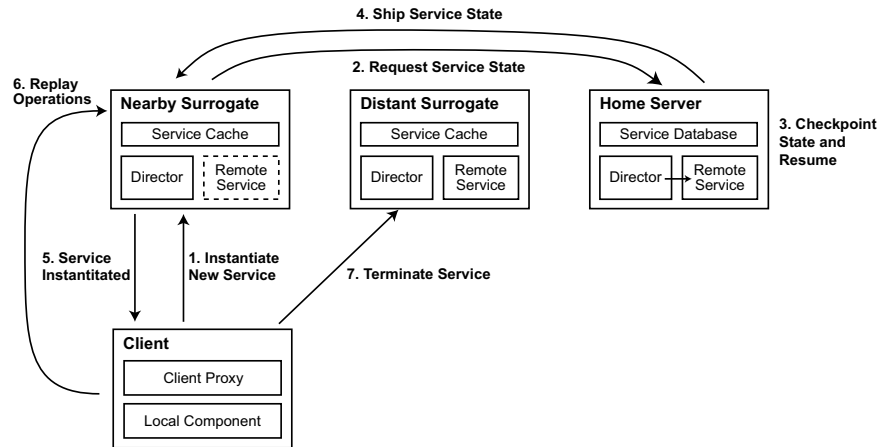 4. Ship Service State
2. Request Service State
6. Replay
Operations
Nearby Surrogate
Service Cache
Director
Remote
Service
Distant Surrogate
Service Cache
Director
Remote
Service
Home Server
Service Database
Director
Remote
Service
3. Checkpoint
State and
Resume
5. Service
Instantitated
1. Instantiate
New Service
7. Terminate Service
Client
Client Proxy
Local Component